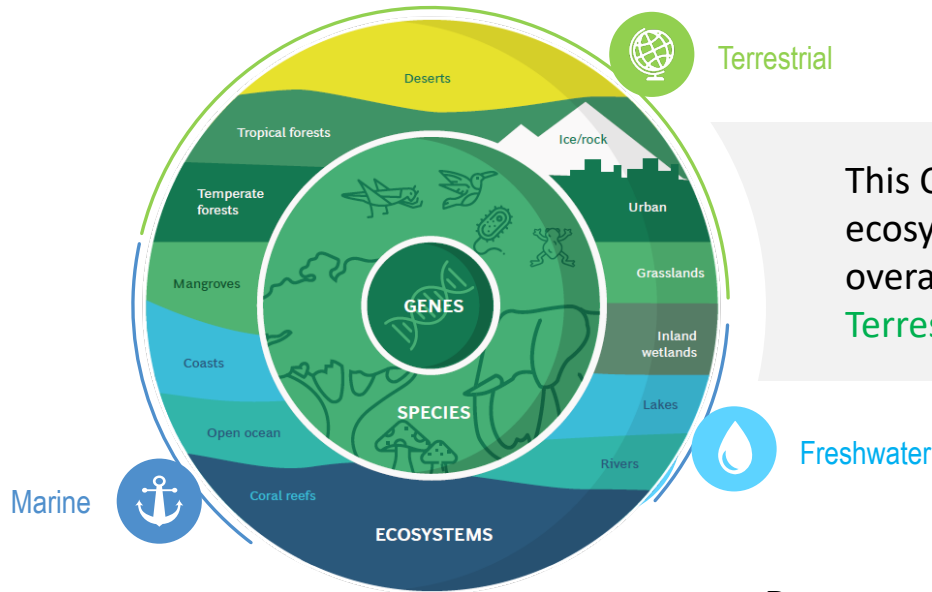 Terrestrial
Deserts
Tropical forests
Ice/rock
Temperate
forests
Urban
Mangroves
Grasslands
GENES
Inland
wetlands
Coasts
Lakes
SPECIES
Open ocean
Rivers
Freshwater
Marine
Coral reefs
ECOSYSTEMS
This
ecosy
overa
Terres